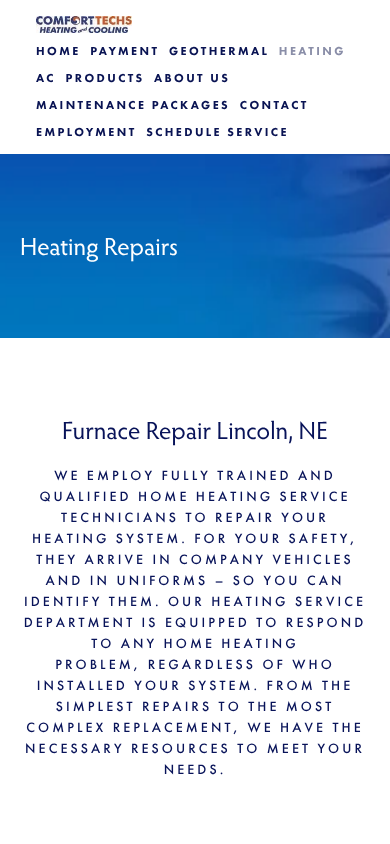 COMFORTTECHS
HEATING and COOLING
HOME PAYMENT GEOTHERMAL HEATING
AC PRODUCTS ABOUT US
MAINTENANCE PACKAGES CONTACT
EMPLOYMENT SCHEDULE SERVICE
Heating Repairs
Furnace Repair Lincoln, NE
WE EMPLOY FULLY TRAINED AND
QUALIFIED HOME HEATING SERVICE
TECHNICIANS TO REPAIR YOUR
HEATING SYSTEM. FOR YOUR SAFETY,
THEY ARRIVE IN COMPANY VEHICLES
AND IN UNIFORMS – SO YOU CAN
IDENTIFY THEM. OUR HEATING SERVICE
DEPARTMENT IS EQUIPPED TO RESPOND
TO ANY HOME HEATING
PROBLEM, REGARDLESS OF WHO
INSTALLED YOUR SYSTEM. FROM THE
SIMPLEST REPAIRS TO THE MOST
COMPLEX REPLACEMENT, WE HAVE THE
NECESSARY RESOURCES TO MEET YOUR
NEEDS.